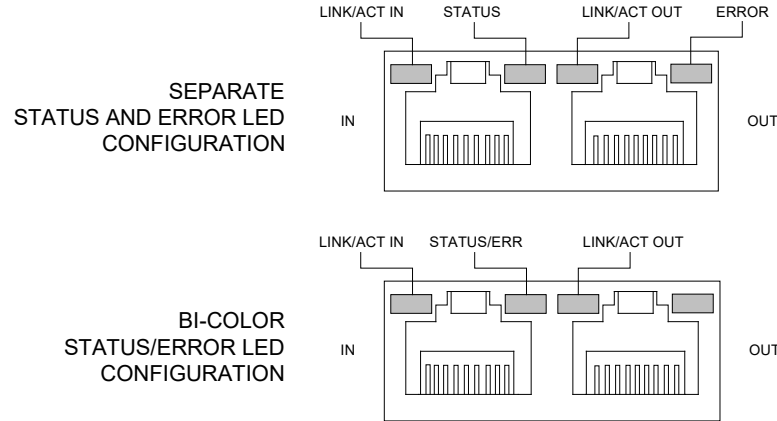 LINK/ACT IN STATUS LINK/ACT OUT ERROR
SEPARATE
STATUS AND ERROR LED
CONFIGURATION
IN
OUT
LINK/ACT IN STATUS/ERR LINK/ACT OUT
BI-COLOR
STATUS/ERROR LED
CONFIGURATION
IN
OUT